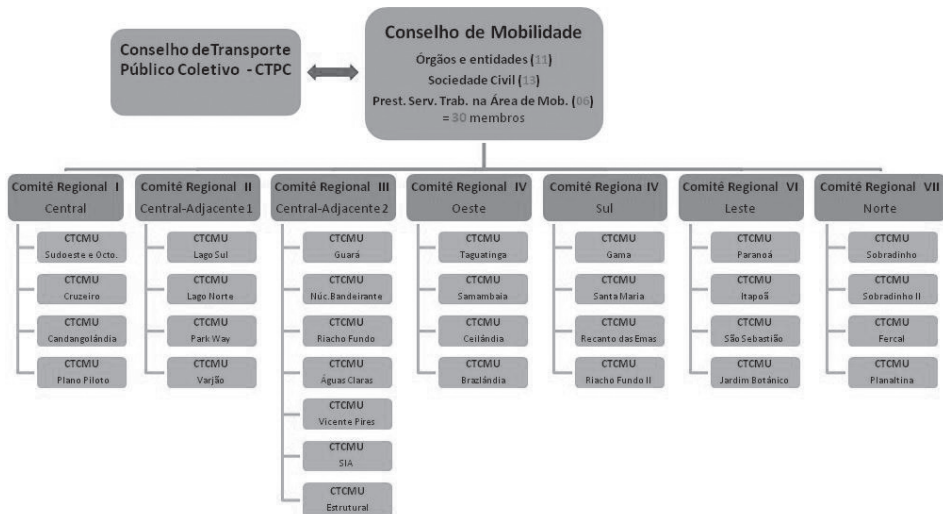 Conselho de Transporte
Público Coletivo - CTPC
Conselho de Mobilidade
Órgãos e entidades (11)
Sociedade Civil (13)
Prest. Serv. Trab. na Área de Mob. (06)
= 30 membros
Comitê Regional I
Central
CTCMU
Sudoeste e Octo.
CTCMU
Cruzeiro
CTCMU
Candangolândia
CTCMU
Plano Piloto
Comitê Regional II
Central-Adjacente 1
CTCMU
Lago Sul
CTCMU
Lago Norte
CTCMU
Park Way
CTCMU
Varjão
Comitê Regional III
Central-Adjacente 2
CTCMU
Guará
CTCMU
Núc.Bandeirante
CTCMU
Riacho Fundo
CTCMU
Águas Claras
CTCMU
Vicente Pires
CTCMU
SIA
CTCMU
Estrutural
Comitê Regional IV
Oeste
CTCMU
Taguatinga
CTCMU
Samambaia
CTCMU
Ceilândia
CTCMU
Brazlândia
Comitê Regiona IV
Sul
CTCMU
Gama
CTCMU
Santa Maria
CTCMU
Recanto das Emas
CTCMU
Riacho Fundo II
Comitê Regional VI
Leste
CTCMU
Paranoá
CTCMU
Itapoã
CTCMU
São Sebastião
CTCMU
Jardim Botânico
Comitê Regional VII
Norte
CTCMU
Sobradinho
CTCMU
Sobradinho II
CTCMU
Fercal
CTCMU
Planaltina